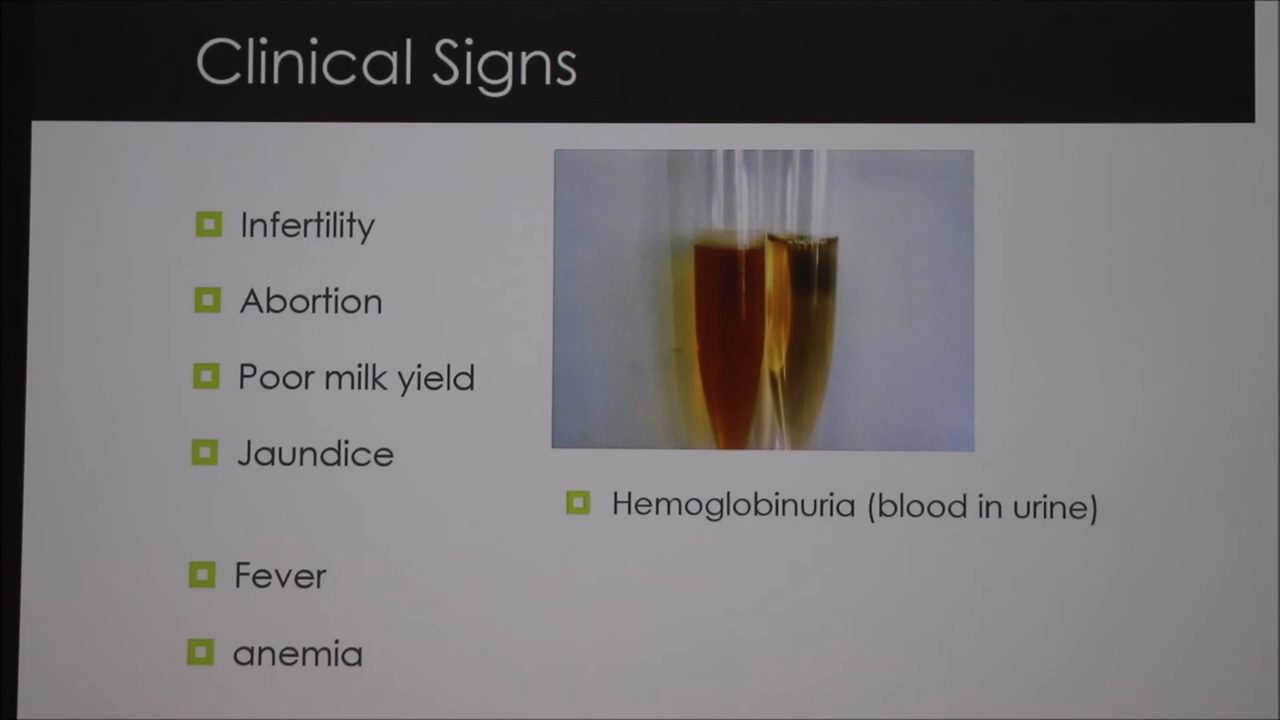 Clinical Signs
Infertility
Abortion
Poor milk yield
Jaundice
Fever
anemia
Hemoglobinuria (blood in urine)